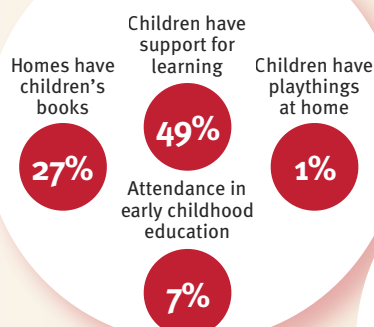 Children have
support for
learning
49%
Homes have
children's
books
27%
Children have
playthings
at home
1%
Attendance in
early childhood
education
7%